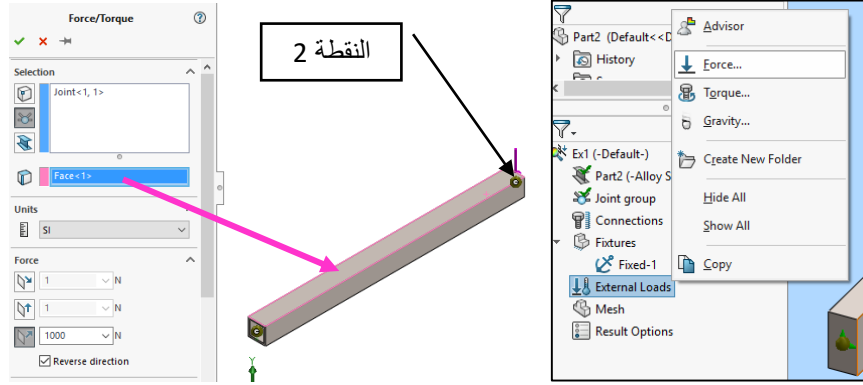 Force/Torque
Selection
Joint<1, 1>
Face<1>
Units
SI
Force
1 N
1 N
1000 N
Reverse direction
النقطة 2
Y
Part2 (Default<<D
History
Ex1 (-Default-)
Part2 (-Alloy S
Joint group
Connections
Fixtures
Fixed-1
External Loads
Mesh
Result Options
Advisor
Force...
Torque...
Gravity...
Create New Folder
Hide All
Show All
Copy